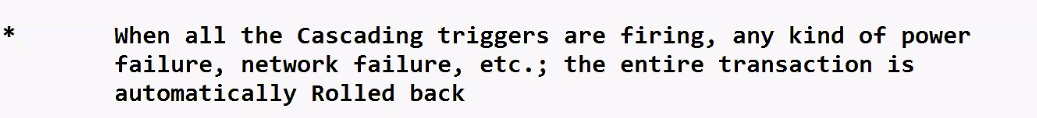 * When all the Cascading triggers are firing, any kind of power
failure, network failure, etc.; the entire transaction is
automatically Rolled back